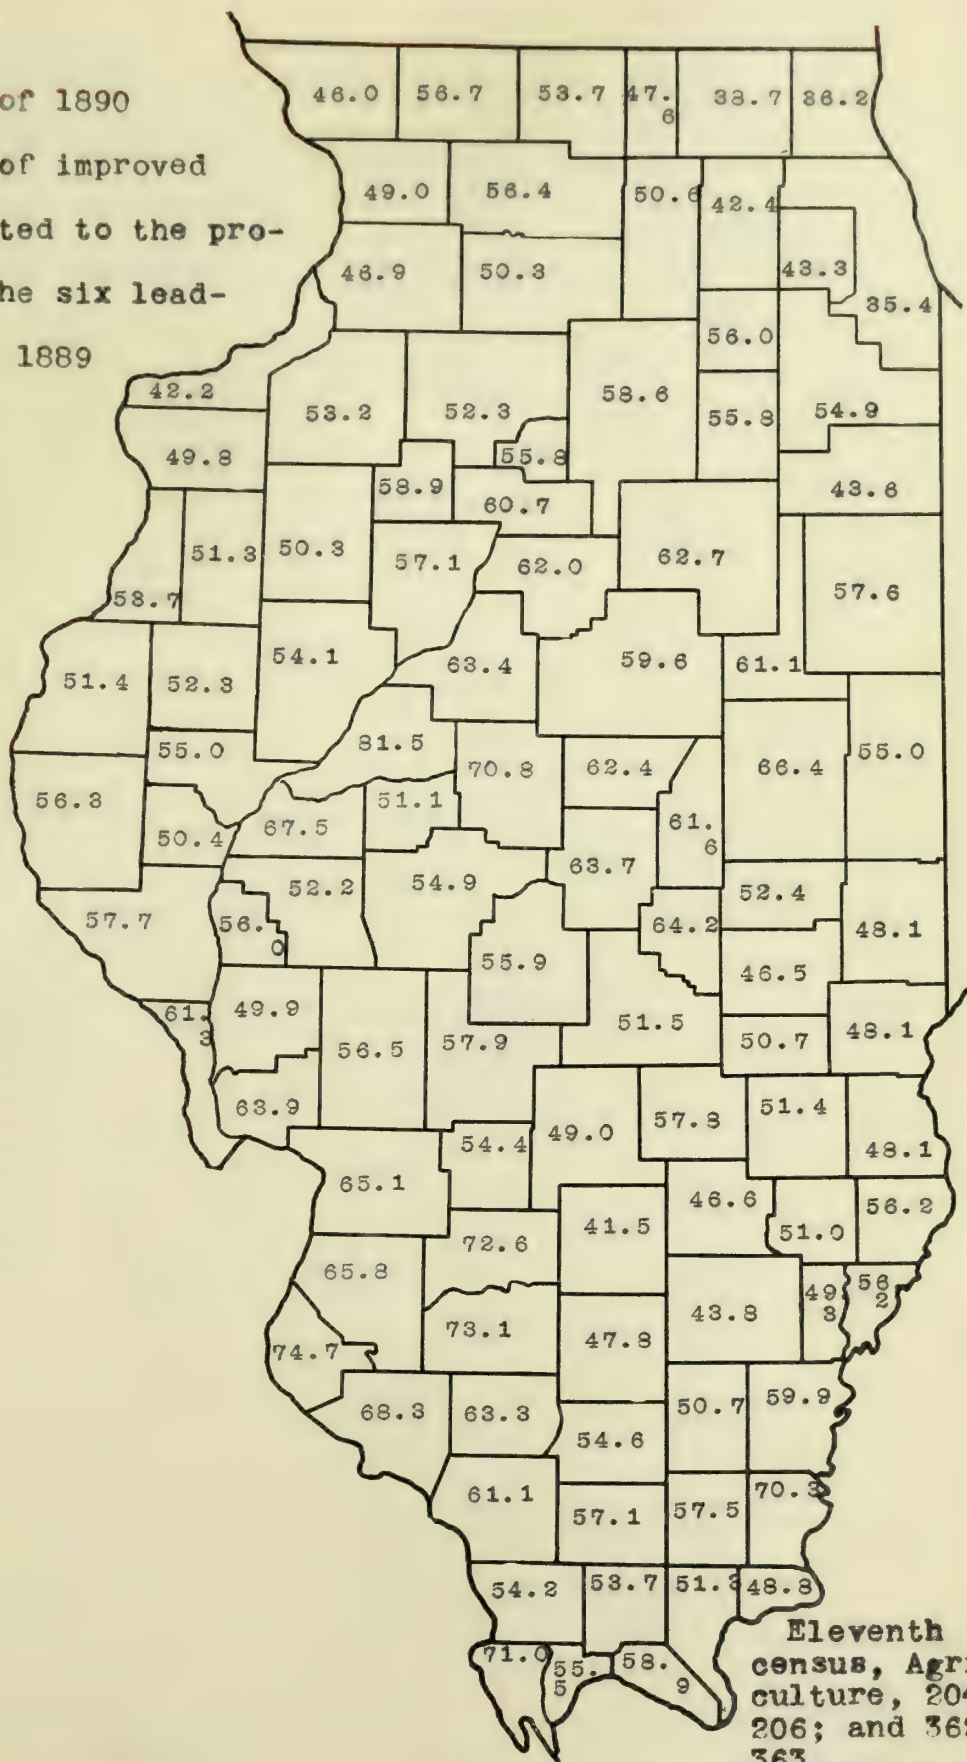 of 1890
of improved
ted to the pro-
he six lead-
1889
46.0 56.7 53.7 47.6 38.7 36.2
49.0 56.4 50.6 42.4
46.9 50.3 43.3 35.4
56.0
42.2 53.2 52.3 58.6 55.8 54.9
49.8 55.8
58.9 60.7 43.6
51.3 50.3 57.1 62.0 62.7 57.6
58.7
51.4 52.3 54.1 63.4 59.6 61.1
55.0 81.5 70.8 62.4 66.4 55.0
56.3 50.4 67.5 51.1 61.6
57.7 52.2 54.9 63.7 52.4
56.0 55.9 64.2 46.5 48.1
61.3 49.9 56.5 57.9 51.5 50.7 48.1
63.9 54.4 49.0 57.8 51.4 48.1
65.1 46.6 51.0 56.2
72.6 41.5
65.8 73.1 47.8 43.8 49.3 56.2
74.7
68.3 63.3 54.6 50.7 59.9
61.1 57.1 57.5 70.3
54.2 53.7 51.3 48.8
71.0 55.5 58.9
Eleventh
census, Agri
culture, 204
206; and 362
363